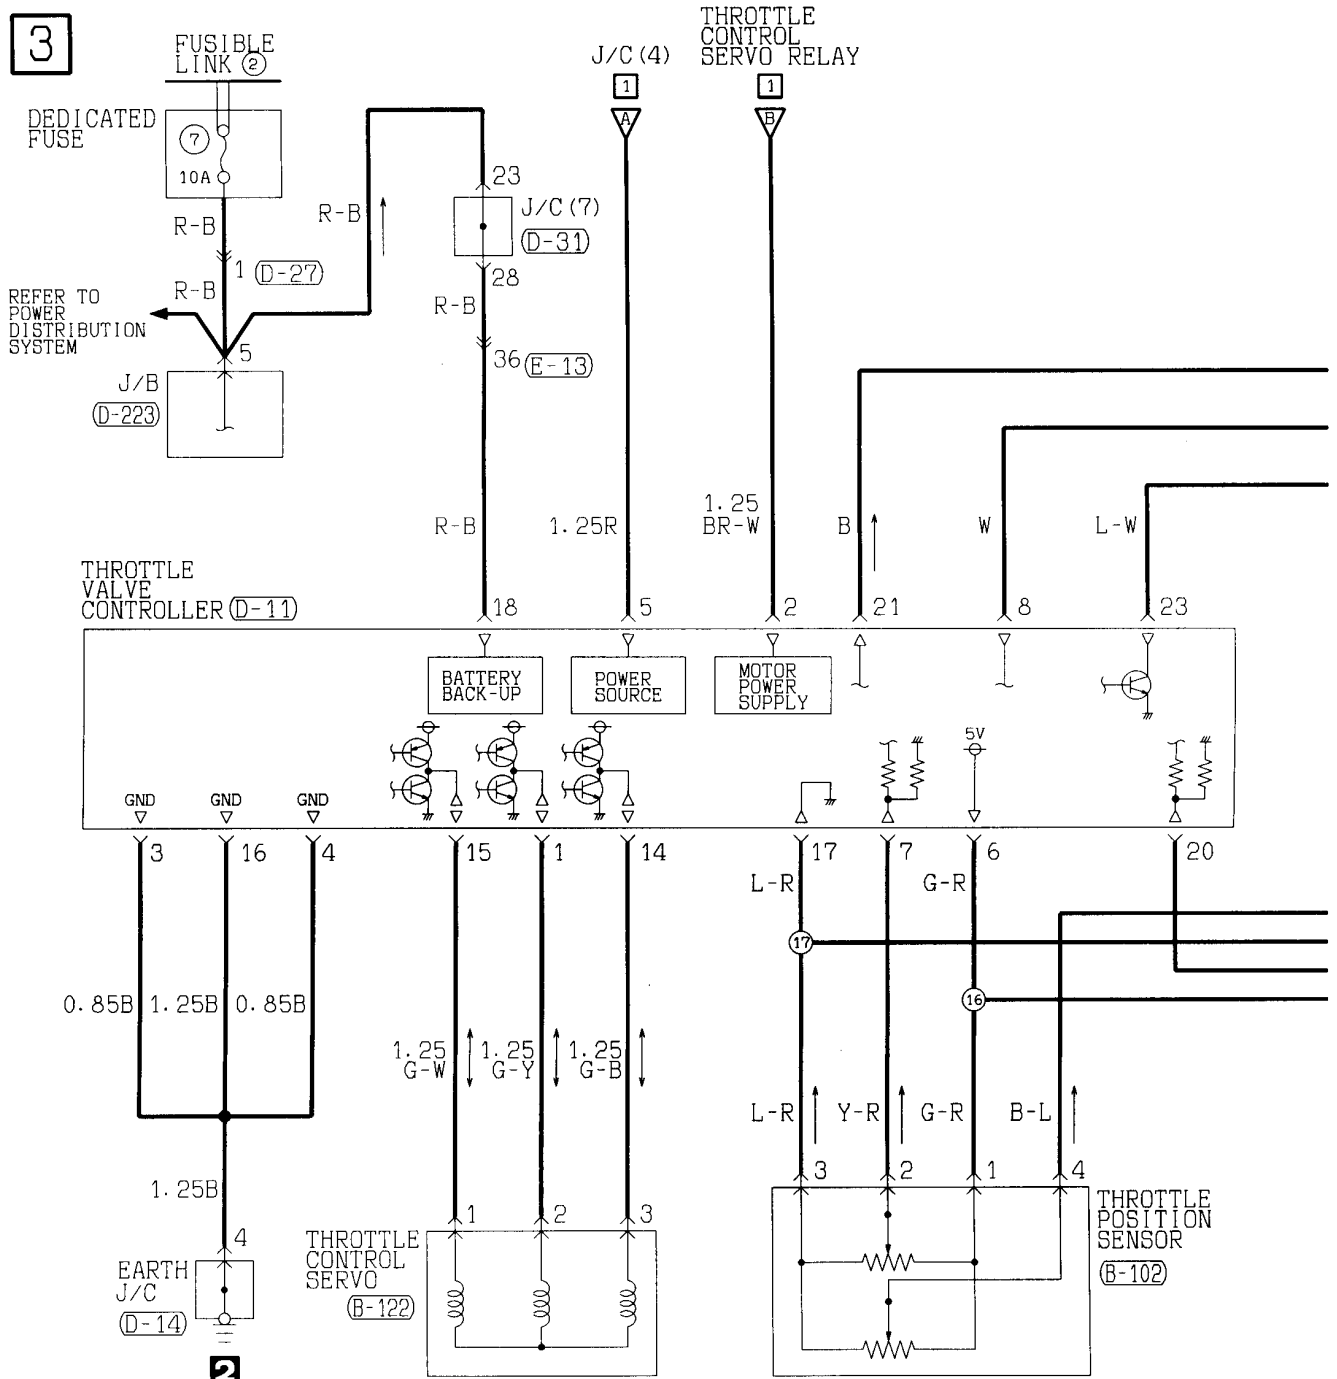 3
FUSIBLE
LINK ②
DEDICATED
FUSE
⑦
10A
R-B
1 (D-27)
R-B
REFER TO
POWER
DISTRIBUTION
SYSTEM
5
J/B
(D-223)
R-B
23
J/C (7)
(D-31)
28
R-B
36 (E-13)
R-B
J/C (4)
1
A
1.25R
THROTTLE
CONTROL
SERVO RELAY
1
B
1.25
BR-W
B
W
L-W
THROTTLE
VALVE
CONTROLLER (D-11)
18
5
2
21
8
23
BATTERY
BACK-UP
POWER
SOURCE
MOTOR
POWER
SUPPLY
5V
GND
GND
GND
3
16
4
15
1
14
17
7
6
20
L-R
G-R
⑰
⑯
0.85B
1.25B
0.85B
1.25
G-W
1.25
G-Y
1.25
G-B
L-R
Y-R
G-R
B-L
1.25B
4
EARTH
J/C
(D-14)
2
1
2
3
THROTTLE
CONTROL
SERVO
(B-122)
3
2
1
4
THROTTLE
POSITION
SENSOR
(B-102)